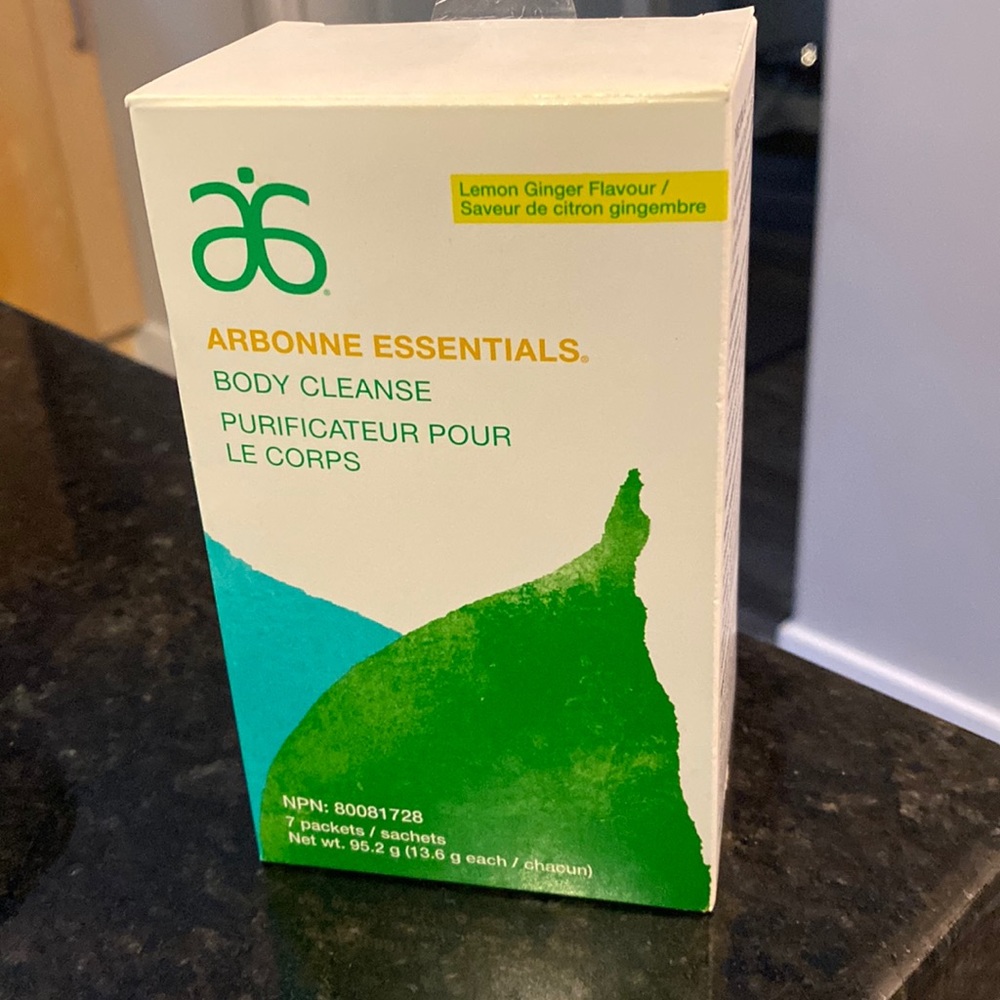 Lemon Ginger Flavour /
Saveur de citron gingembre
ARBONNE ESSENTIALS®
BODY CLEANSE
PURIFICATEUR POUR
LE CORPS
NPN: 80081728
7 packets / sachets
Net wt. 95.2 g (13.6 g each / chacun)